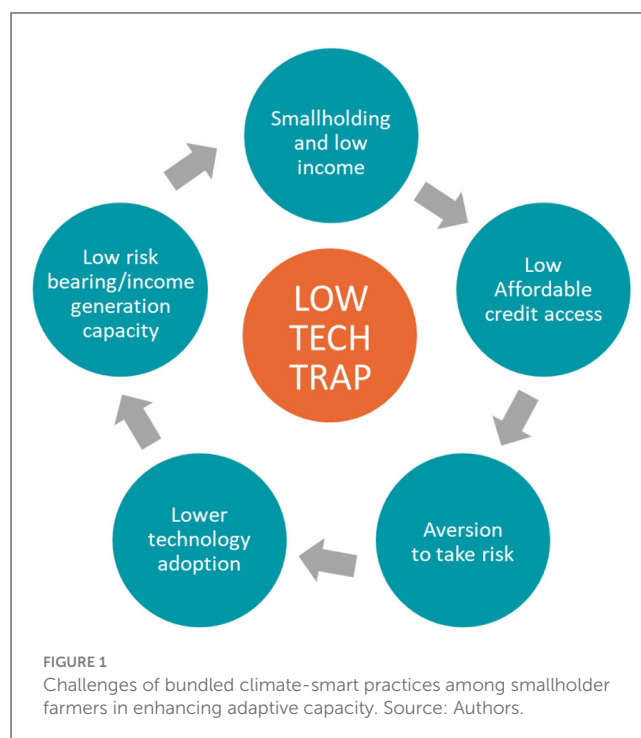 Smallholding
and low
income
Low
Affordable
credit access
Aversion
to take risk
Lower
technology
adoption
Low risk
bearing/income
generation
capacity
LOW
TECH
TRAP
FIGURE 1
Challenges of bundled climate-smart practices among smallholder
farmers in enhancing adaptive capacity. Source: Authors.